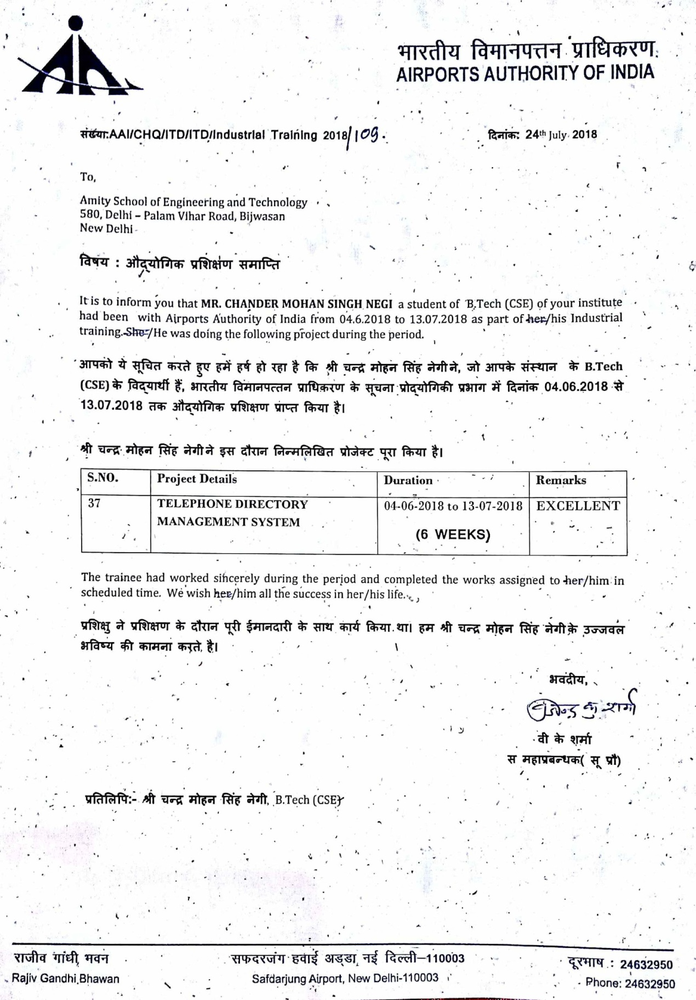 भारतीय विमानपत्तन प्राधिकरण
AIRPORTS AUTHORITY OF INDIA
संख्या:AAI/CHQ/ITD/ITD/Industrial Training 2018/109.
दिनांक: 24th July 2018
To,
Amity School of Engineering and Technology
580, Delhi – Palam Vihar Road, Bijwasan
New Delhi
विषय : औद्योगिक प्रशिक्षण समाप्ति
It is to inform you that MR. CHANDER MOHAN SINGH NEGI a student of B.Tech (CSE) of your institute
had been with Airports Authority of India from 04.6.2018 to 13.07.2018 as part of her/his Industrial
training. She /He was doing the following project during the period.
आपको ये सूचित करते हुए हमें हर्ष हो रहा है कि श्री चन्द्र मोहन सिंह नेगी ने, जो आपके संस्थान के B.Tech
(CSE) के विद्यार्थी हैं, भारतीय विमानपत्तन प्राधिकरण के सूचना प्रोद्योगिकी प्रभाग में दिनांक 04.06.2018 से
13.07.2018 तक औद्योगिक प्रशिक्षण प्राप्त किया है।
श्री चन्द्र मोहन सिंह नेगी ने इस दौरान निन्मलिखित प्रोजेक्ट पूरा किया है।
S.NO. Project Details Duration Remarks
37 TELEPHONE DIRECTORY 04-06-2018 to 13-07-2018 EXCELLENT
MANAGEMENT SYSTEM
(6 WEEKS)
The trainee had worked sincerely during the period and completed the works assigned to her/him in
scheduled time. We wish her/him all the success in her/his life.
प्रशिक्षु ने प्रशिक्षण के दौरान पूरी ईमानदारी के साथ कार्य किया था। हम श्री चन्द्र मोहन सिंह नेगी के उज्जवल
भविष्य की कामना करते है।
भवदीय,
कु शर्मा
वी के शर्मा
स महाप्रबन्धक( सू प्रौ)
प्रतिलिपि:- श्री चन्द्र मोहन सिंह नेगी, B.Tech (CSE)
राजीव गांधी भवन
Rajiv Gandhi Bhawan
सफदरजंग हवाई अड्डा नई दिल्ली–110003
Safdarjung Airport, New Delhi-110003
दूरभाष : 24632950
Phone: 24632950